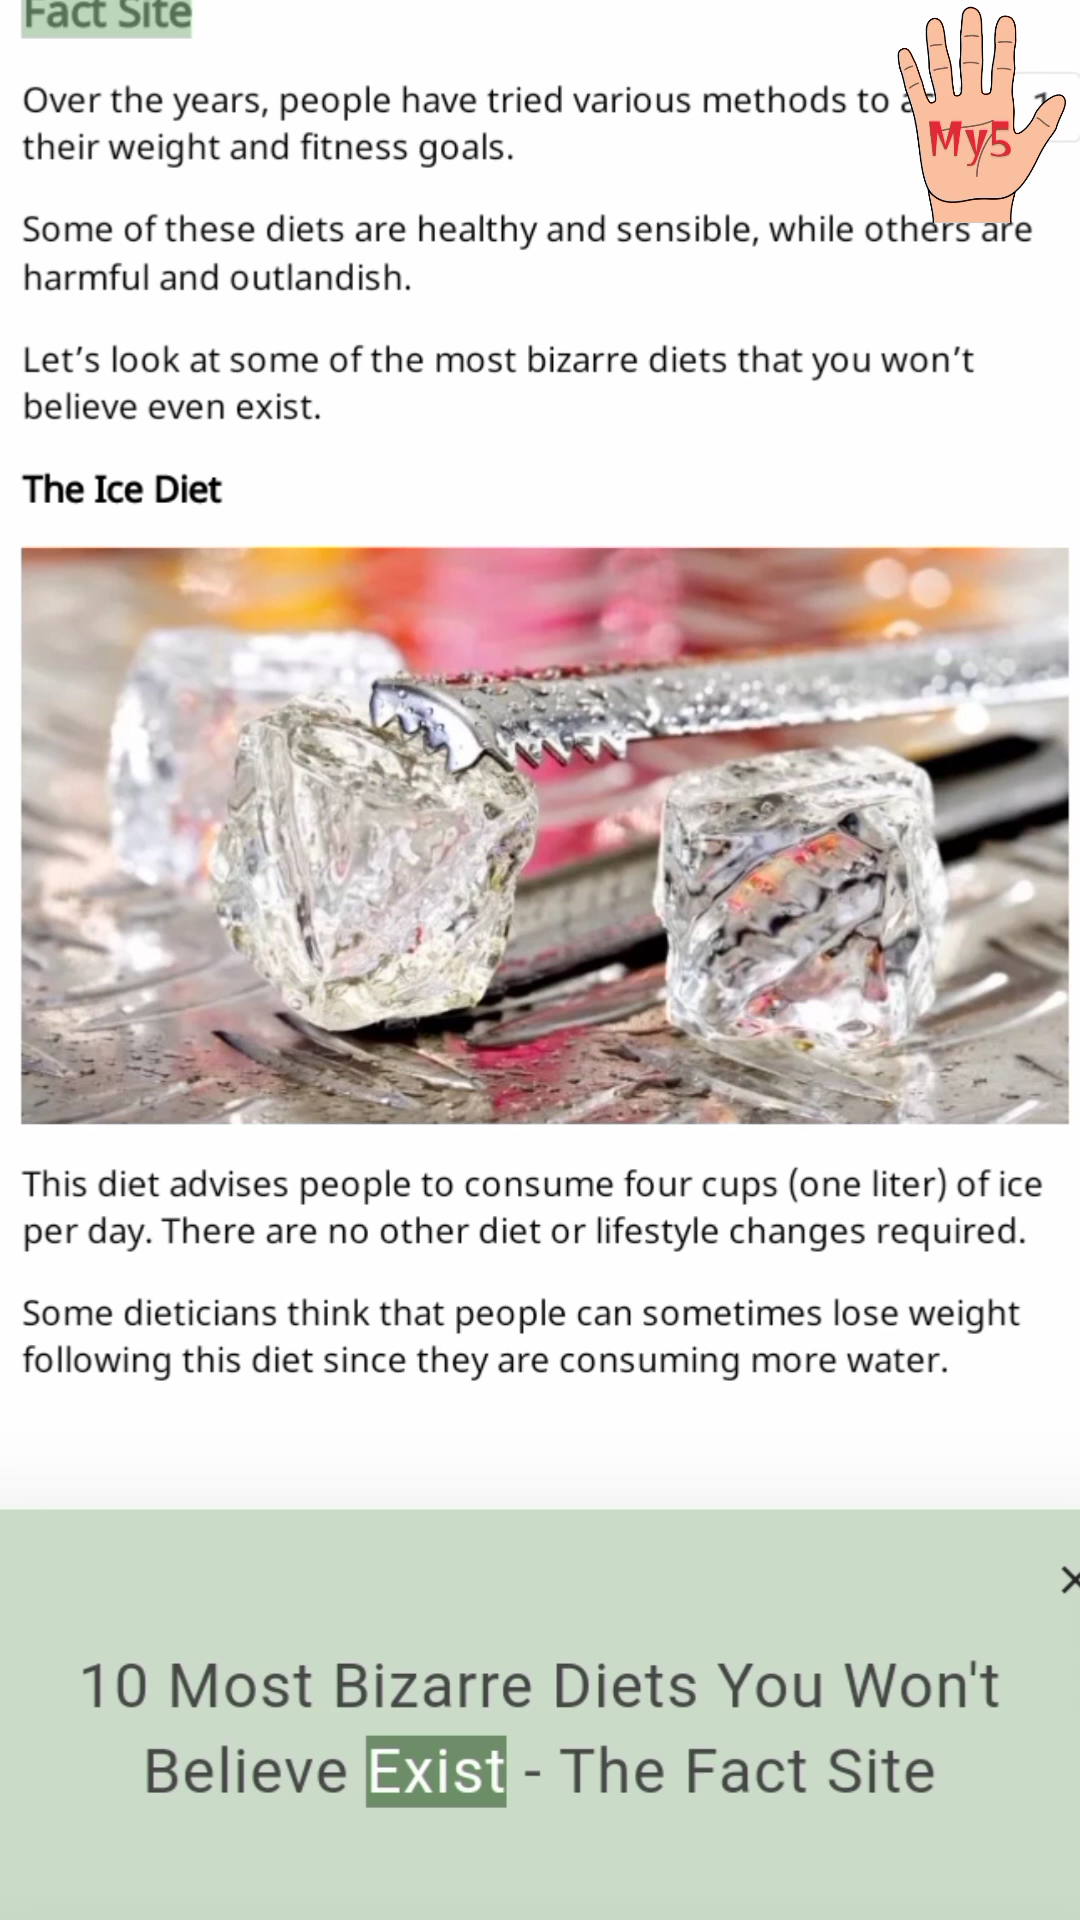 Fact Site
Over the years, people have tried various methods to
their weight and fitness goals.
My5
Some of these diets are healthy and sensible, while others are
harmful and outlandish.
Let’s look at some of the most bizarre diets that you won’t
believe even exist.
The Ice Diet
This diet advises people to consume four cups (one liter) of ice
per day. There are no other diet or lifestyle changes required.
Some dieticians think that people can sometimes lose weight
following this diet since they are consuming more water.
10 Most Bizarre Diets You Won't
Believe Exist - The Fact Site